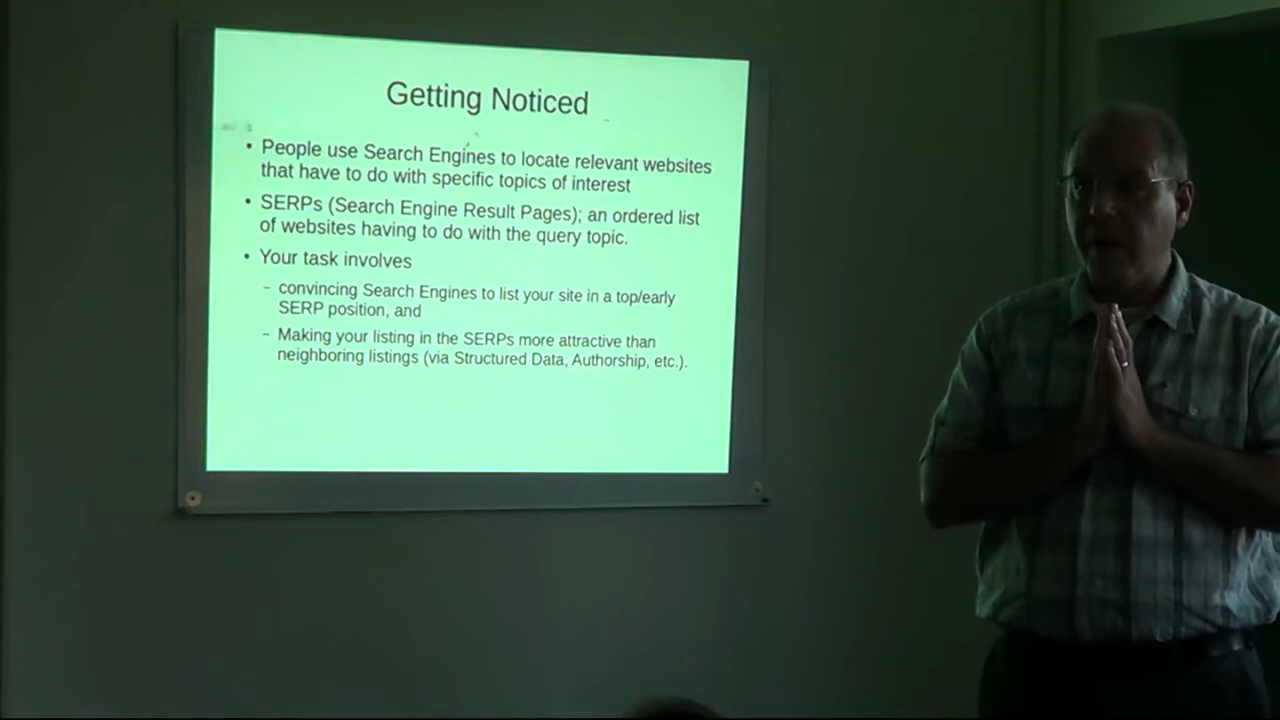 Getting Noticed
• People use Search Engines to locate relevant websites
that have to do with specific topics of interest
• SERPs (Search Engine Result Pages); an ordered list
of websites having to do with the query topic.
• Your task involves
– convincing Search Engines to list your site in a top/early
SERP position, and
– Making your listing in the SERPs more attractive than
neighboring listings (via Structured Data, Authorship, etc.).